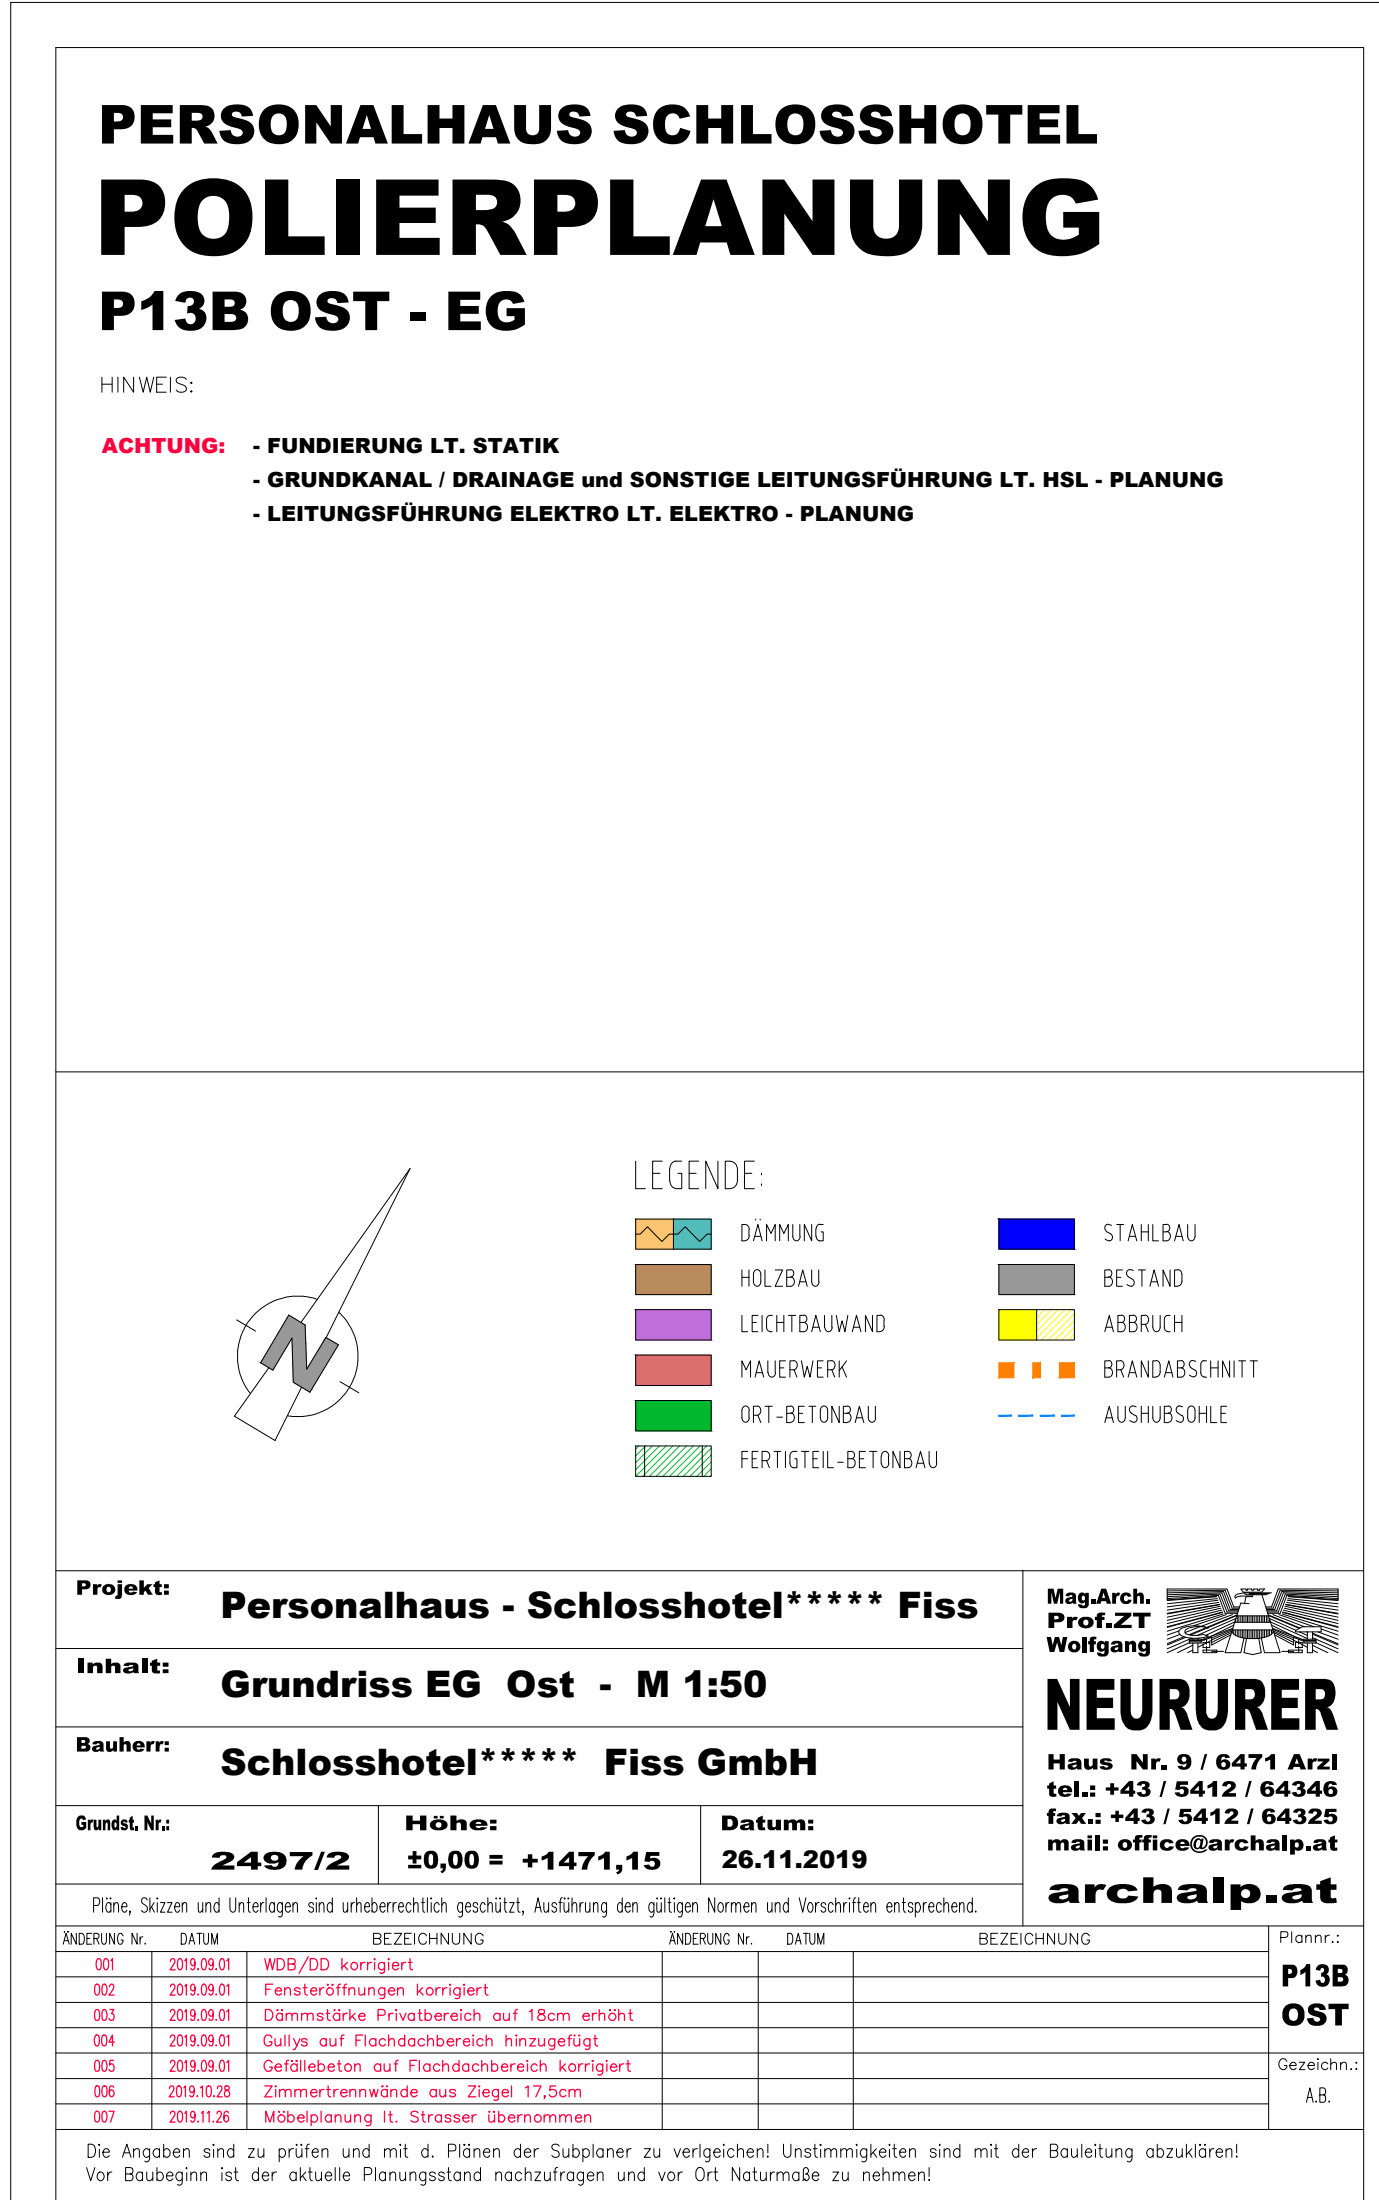 PERSONALHAUS SCHLOSSHOTEL
POLIERPLANUNG
P13B OST - EG
HINWEIS:
ACHTUNG: - FUNDIERUNG LT. STATIK
- GRUNDKANAL / DRAINAGE und SONSTIGE LEITUNGSFÜHRUNG LT. HSL - PLANUNG
- LEITUNGSFÜHRUNG ELEKTRO LT. ELEKTRO - PLANUNG
N
LEGENDE:
DÄMMUNG
HOLZBAU
LEICHTBAUWAND
MAUERWERK
ORT-BETONBAU
FERTIGTEIL-BETONBAU
STAHLBAU
BESTAND
ABBRUCH
BRANDABSCHNITT
AUSHUBSOHLE
Projekt: Personalhaus - Schlosshotel***** Fiss
Inhalt: Grundriss EG Ost - M 1:50
Bauherr: Schlosshotel***** Fiss GmbH
Grundst. Nr.: 2497/2
Höhe: ±0,00 = +1471,15
Datum: 26.11.2019
Mag.Arch.
Prof.ZT
Wolfgang
NEURURER
Haus Nr. 9 / 6471 Arzl
tel.: +43 / 5412 / 64346
fax.: +43 / 5412 / 64325
mail: office@archalp.at
archalp.at
Pläne, Skizzen und Unterlagen sind urheberrechtlich geschützt, Ausführung den gültigen Normen und Vorschriften entsprechend.
ÄNDERUNG Nr. DATUM BEZEICHNUNG ÄNDERUNG Nr. DATUM BEZEICHNUNG
001 2019.09.01 WDB/DD korrigiert
002 2019.09.01 Fensteröffnungen korrigiert
003 2019.09.01 Dämmstärke Privatbereich auf 18cm erhöht
004 2019.09.01 Gullys auf Flachdachbereich hinzugefügt
005 2019.09.01 Gefällebeton auf Flachdachbereich korrigiert
006 2019.10.28 Zimmertrennwände aus Ziegel 17,5cm
007 2019.11.26 Möbelplanung lt. Strasser übernommen
Plannr.:
P13B
OST
Gezeichn.:
A.B.
Die Angaben sind zu prüfen und mit d. Plänen der Subplaner zu verlgeichen! Unstimmigkeiten sind mit der Bauleitung abzuklären!
Vor Baubeginn ist der aktuelle Planungsstand nachzufragen und vor Ort Naturmaße zu nehmen!